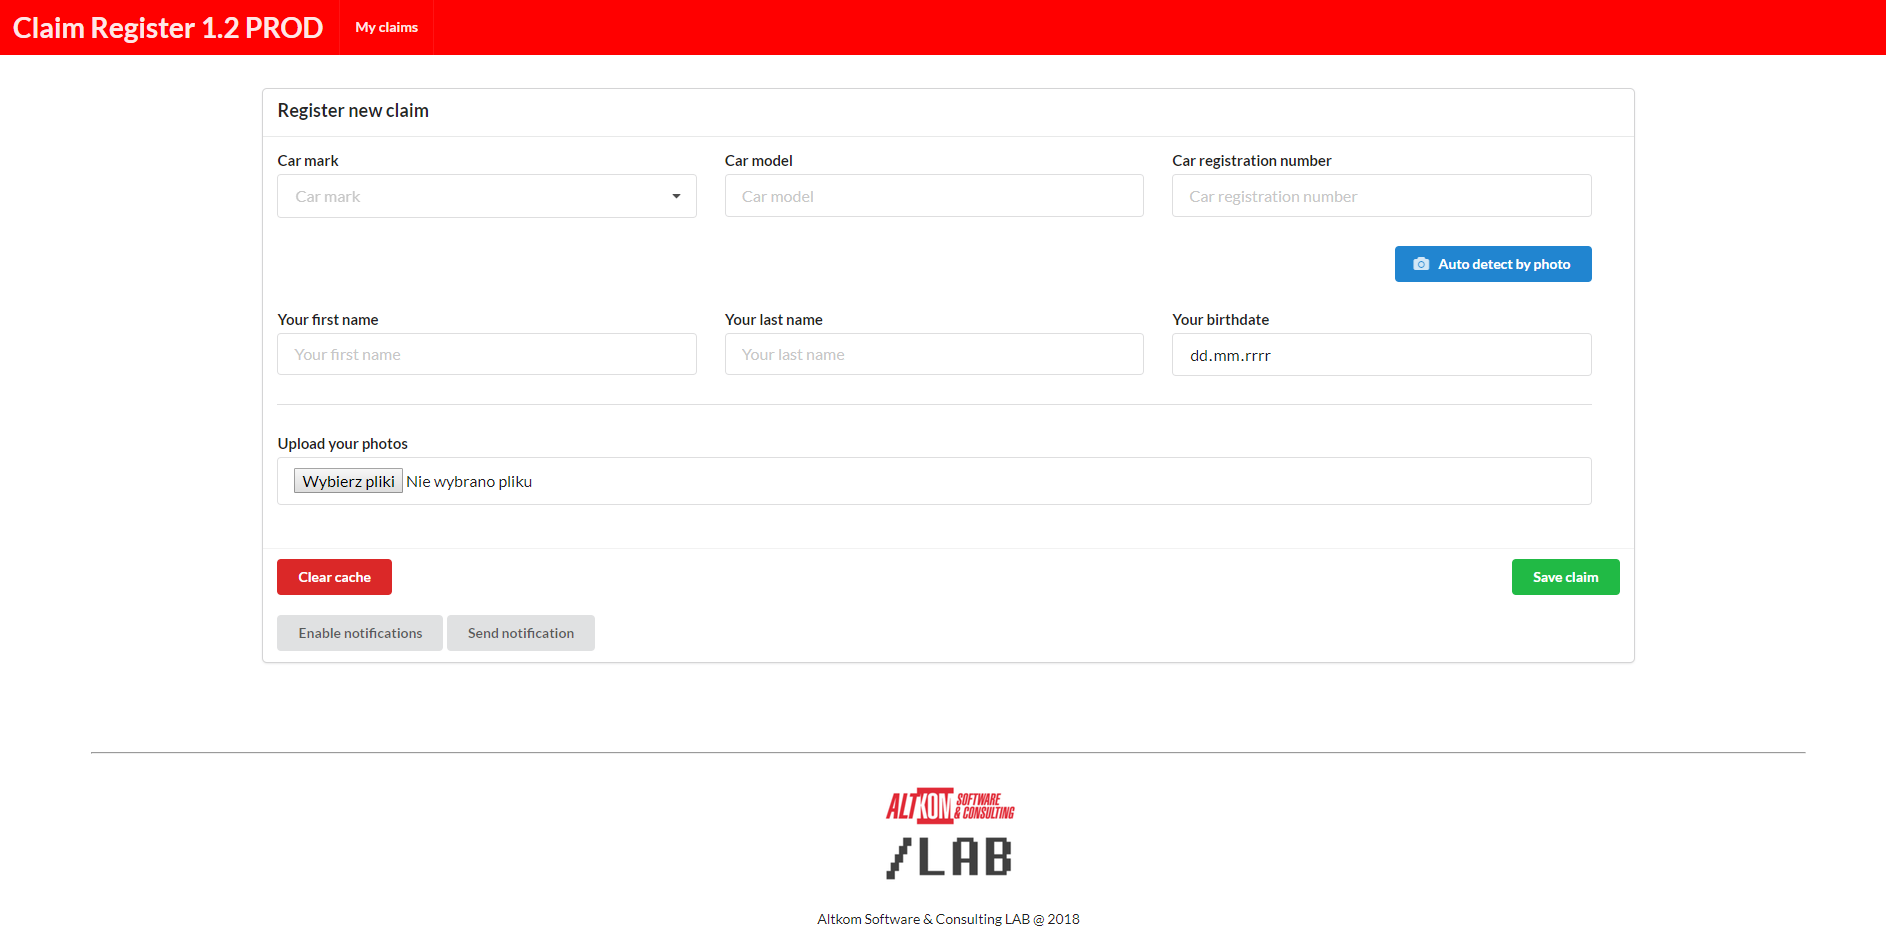 Claim Register 1.2 PROD My claims
Register new claim
Car mark Car model Car registration number
Car mark Car model Car registration number
Auto detect by photo
Your first name Your last name Your birthdate
Your first name Your last name dd.mm.rrrr
Upload your photos
Wybierz pliki Nie wybrano pliku
Clear cache Save claim
Enable notifications Send notification
ALTKOM SOFTWARE & CONSULTING
/LAB
Altkom Software & Consulting LAB @ 2018